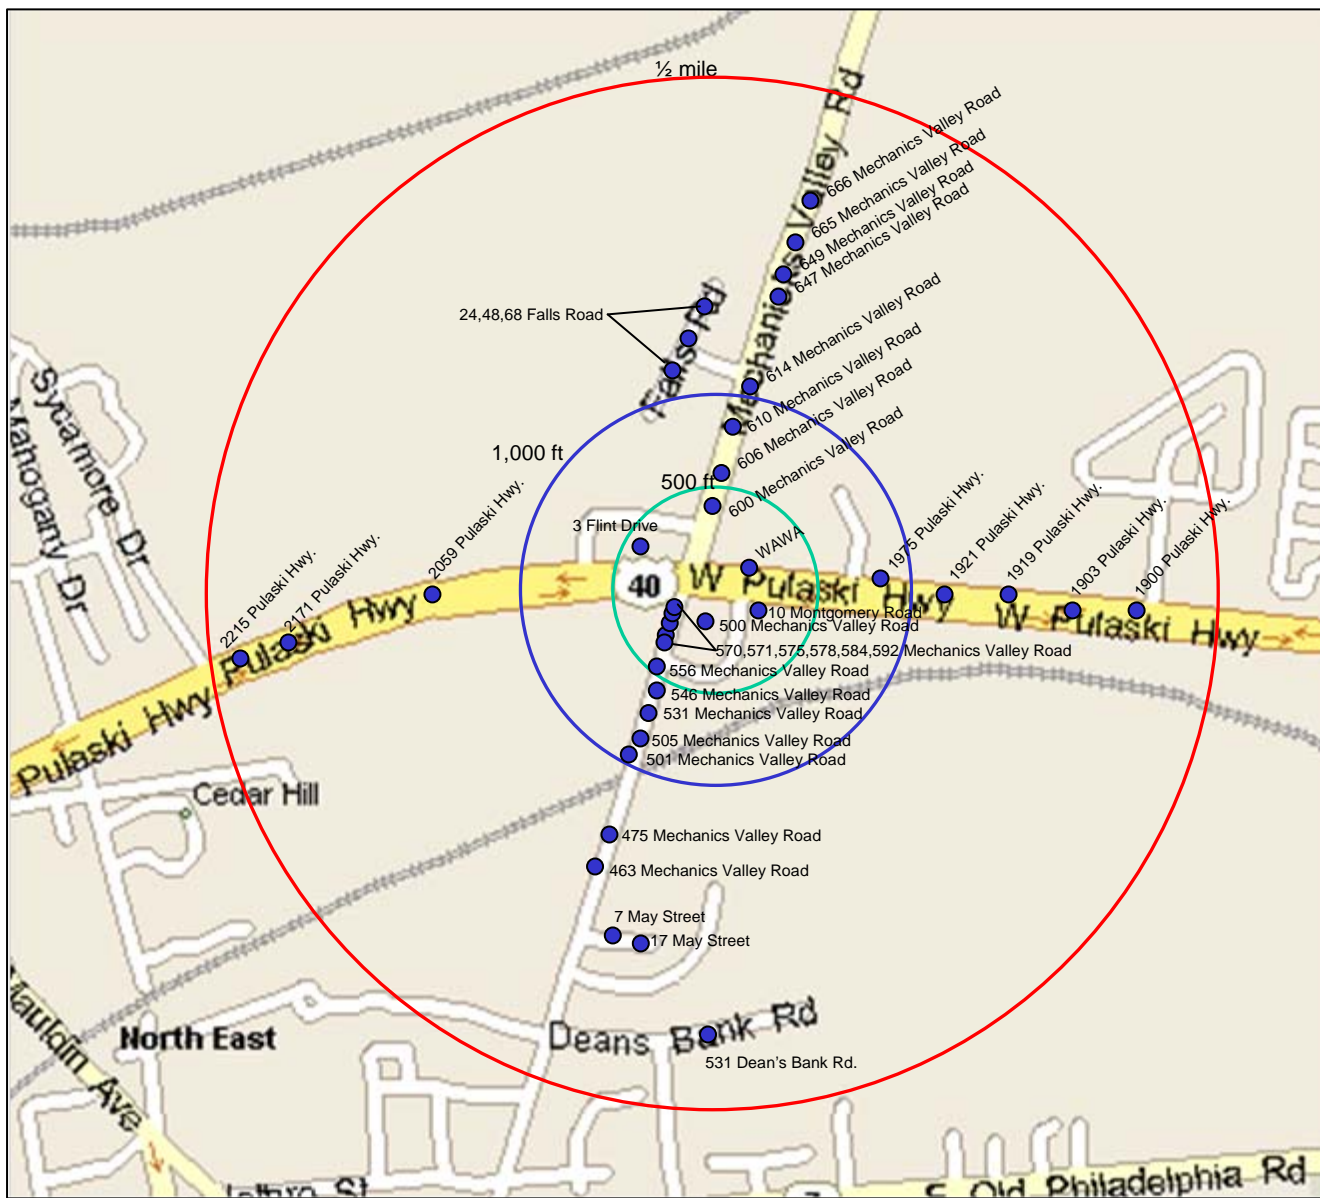 ½ mile
Mechanics Valley Rd
666 Mechanics Valley Road
665 Mechanics Valley Road
649 Mechanics Valley Road
647 Mechanics Valley Road
24,48,68 Falls Road
Falls Rd
614 Mechanics Valley Road
610 Mechanics Valley Road
606 Mechanics Valley Road
600 Mechanics Valley Road
Sycamore Dr
Mahogany Dr
1,000 ft
500 ft
3 Flint Drive
WAWA
40
W Pulaski Hwy
2215 Pulaski Hwy.
2171 Pulaski Hwy.
2059 Pulaski Hwy.
1975 Pulaski Hwy.
1921 Pulaski Hwy.
1919 Pulaski Hwy.
1903 Pulaski Hwy.
1900 Pulaski Hwy.
Pulaski Hwy
Pulaski Hwy
W Pulaski Hwy
10 Montgomery Road
500 Mechanics Valley Road
570,571,575,578,584,592 Mechanics Valley Road
556 Mechanics Valley Road
546 Mechanics Valley Road
531 Mechanics Valley Road
505 Mechanics Valley Road
501 Mechanics Valley Road
Cedar Hill
475 Mechanics Valley Road
463 Mechanics Valley Road
7 May Street
17 May Street
Mauldin Ave
North East
Deans Bank Rd
531 Dean's Bank Rd.
Jethro St
E Old Philadelphia Rd